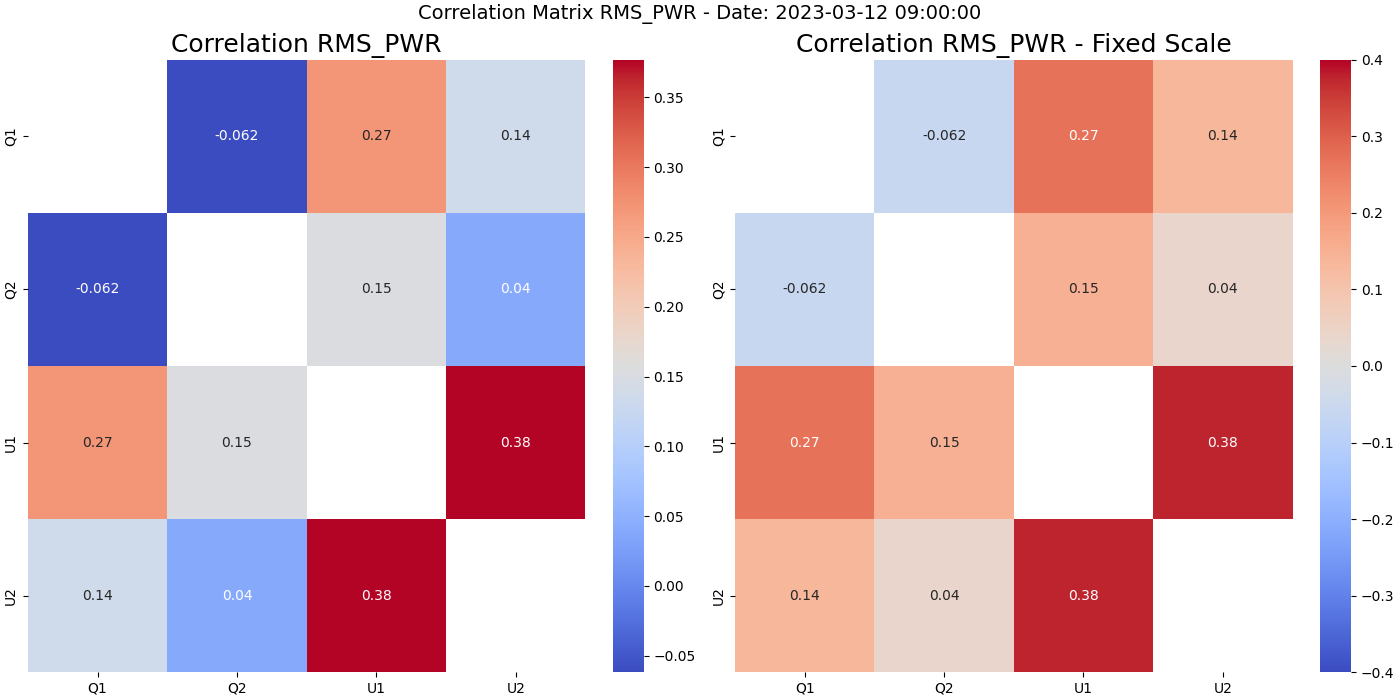 Correlation Matrix RMS_PWR - Date: 2023-03-12 09:00:00
Correlation RMS_PWR
Q1
-0.062
0.27
0.14
Q2
-0.062
0.15
0.04
U1
0.27
0.15
0.38
U2
0.14
0.04
0.38
Q1
Q2
U1
U2
0.35
0.30
0.25
0.20
0.15
0.10
0.05
0.00
−0.05
Correlation RMS_PWR - Fixed Scale
Q1
-0.062
0.27
0.14
Q2
-0.062
0.15
0.04
U1
0.27
0.15
0.38
U2
0.14
0.04
0.38
Q1
Q2
U1
U2
0.4
0.3
0.2
0.1
0.0
−0.1
−0.2
−0.3
−0.4